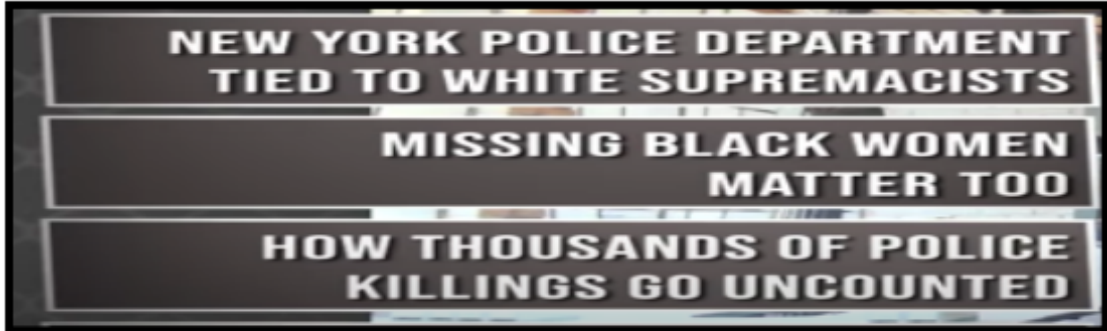 NEW YORK POLICE DEPARTMENT
TIED TO WHITE SUPREMACISTS
MISSING BLACK WOMEN
MATTER TOO
HOW THOUSANDS OF POLICE
KILLINGS GO UNCOUNTED